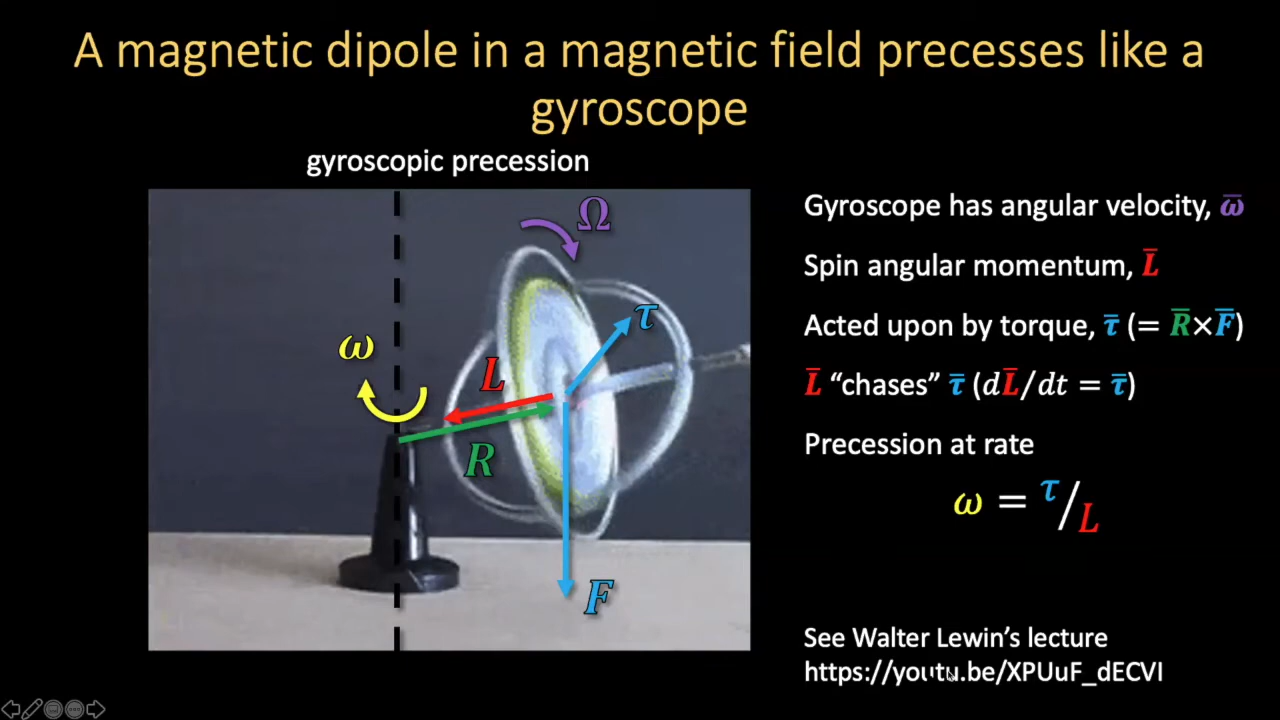 A magnetic dipole in a magnetic field precesses like a
gyroscope
gyroscopic precession
Ω
τ
ω
L
R
F
Gyroscope has angular velocity, ω̅
Spin angular momentum, L̅
Acted upon by torque, τ̅ (= R̅×F̅)
L̅ “chases” τ̅ (dL̅/dt = τ̅)
Precession at rate
ω = τ/L
See Walter Lewin’s lecture
https://youtu.be/XPUuF_dECVI